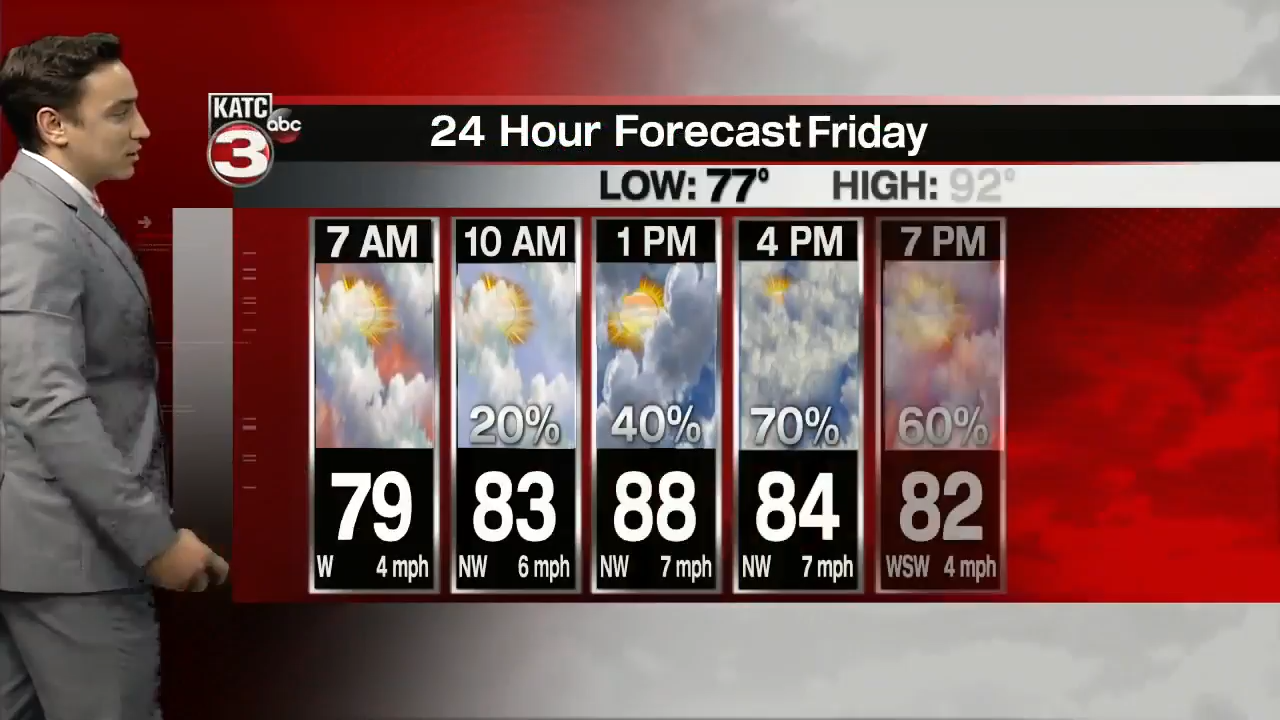 KATC
abc
3
24 Hour Forecast Friday
LOW: 77° HIGH: 92°
7 AM 10 AM 1 PM 4 PM 7 PM
20% 40% 70% 60%
79 83 88 84 82
W 4 mph NW 6 mph NW 7 mph NW 7 mph WSW 4 mph